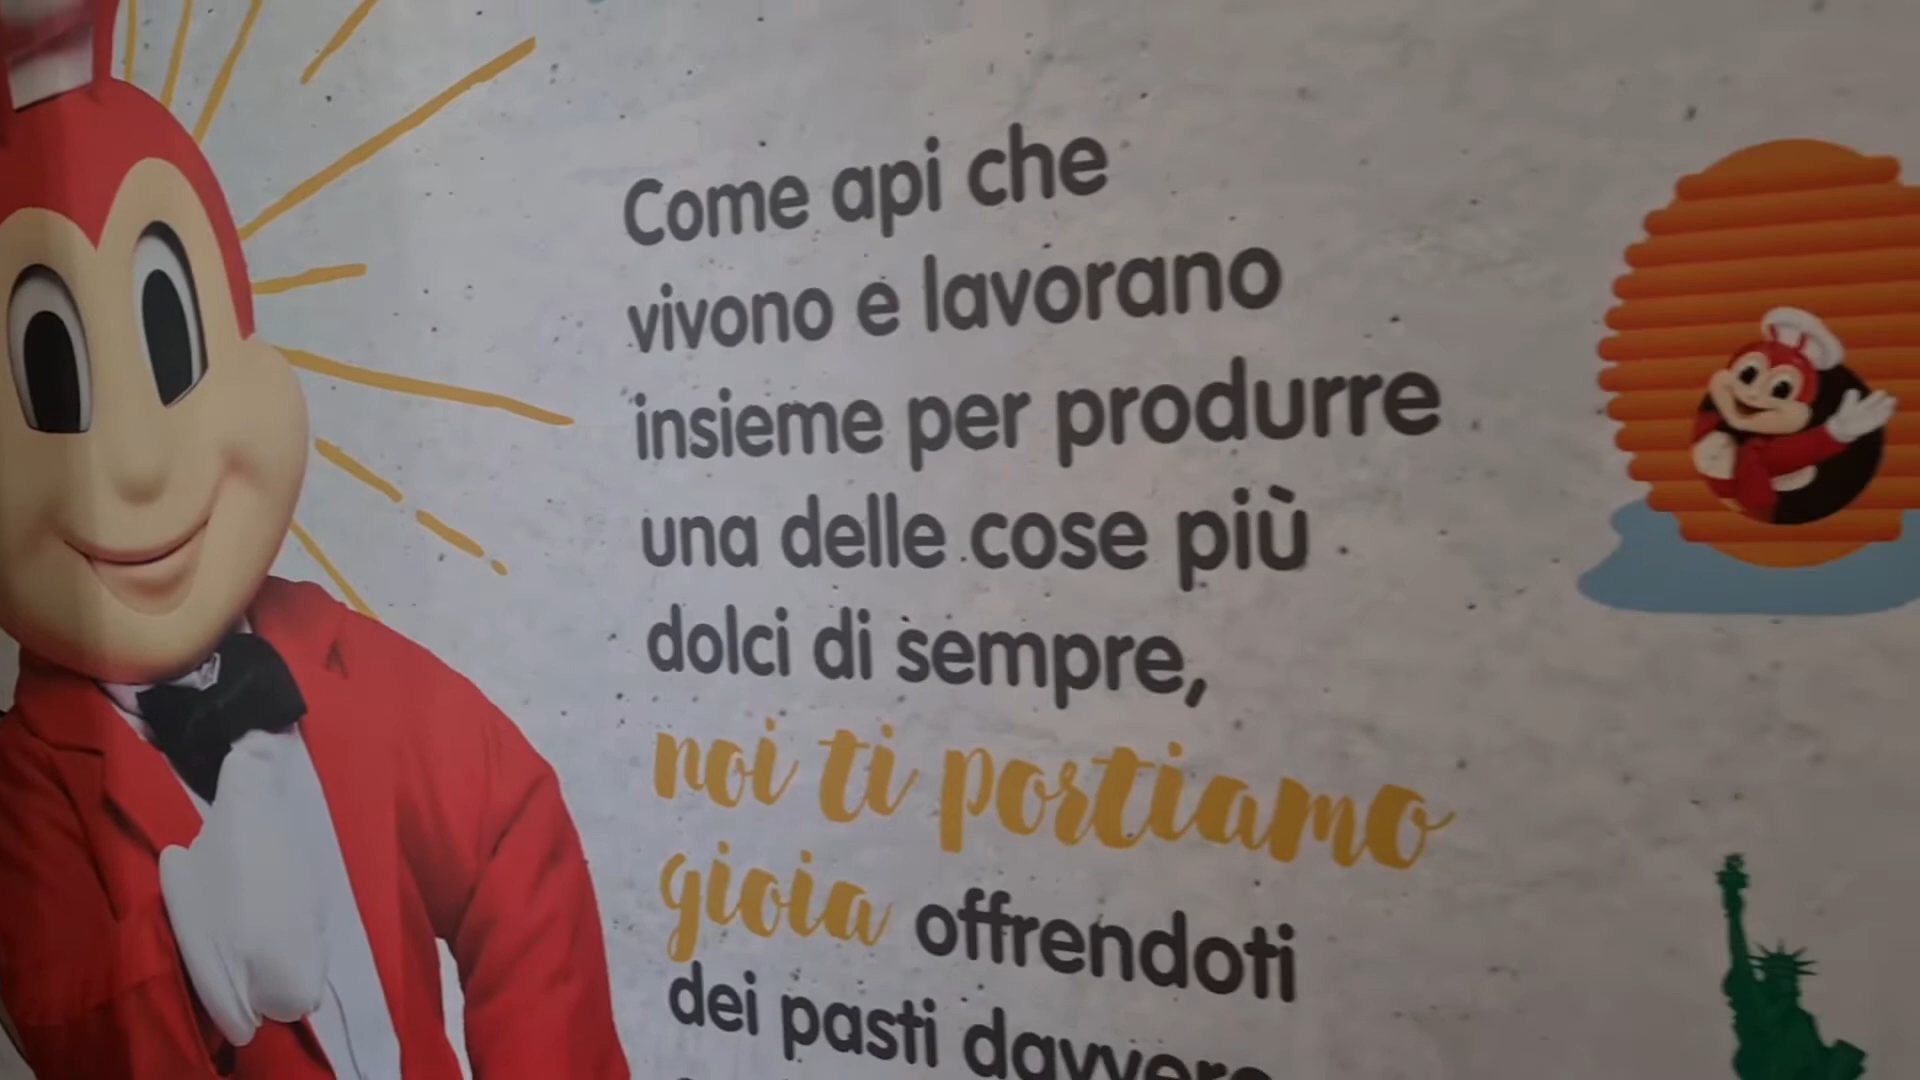 Come api che
vivono e lavorano
insieme per produrre
una delle cose più
dolci di sempre,
noi ti portiamo
gioia offrendoti
dei pasti davvero